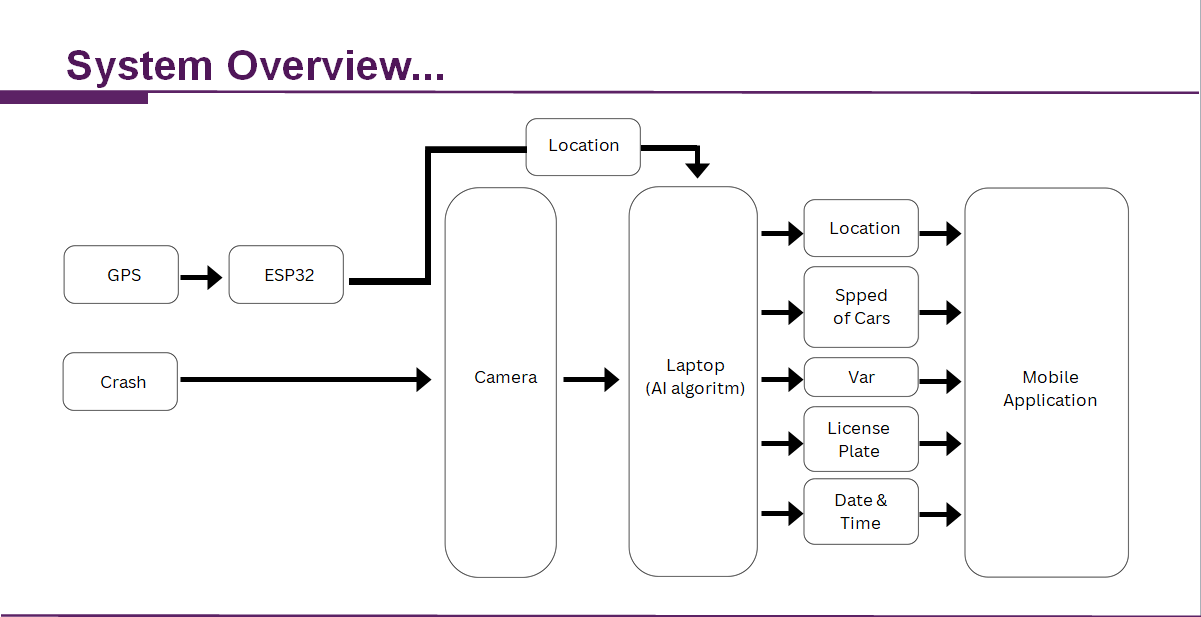 System Overview...
Location
GPS
ESP32
Crash
Camera
Laptop
(AI algoritm)
Location
Spped
of Cars
Var
License
Plate
Date &
Time
Mobile
Application